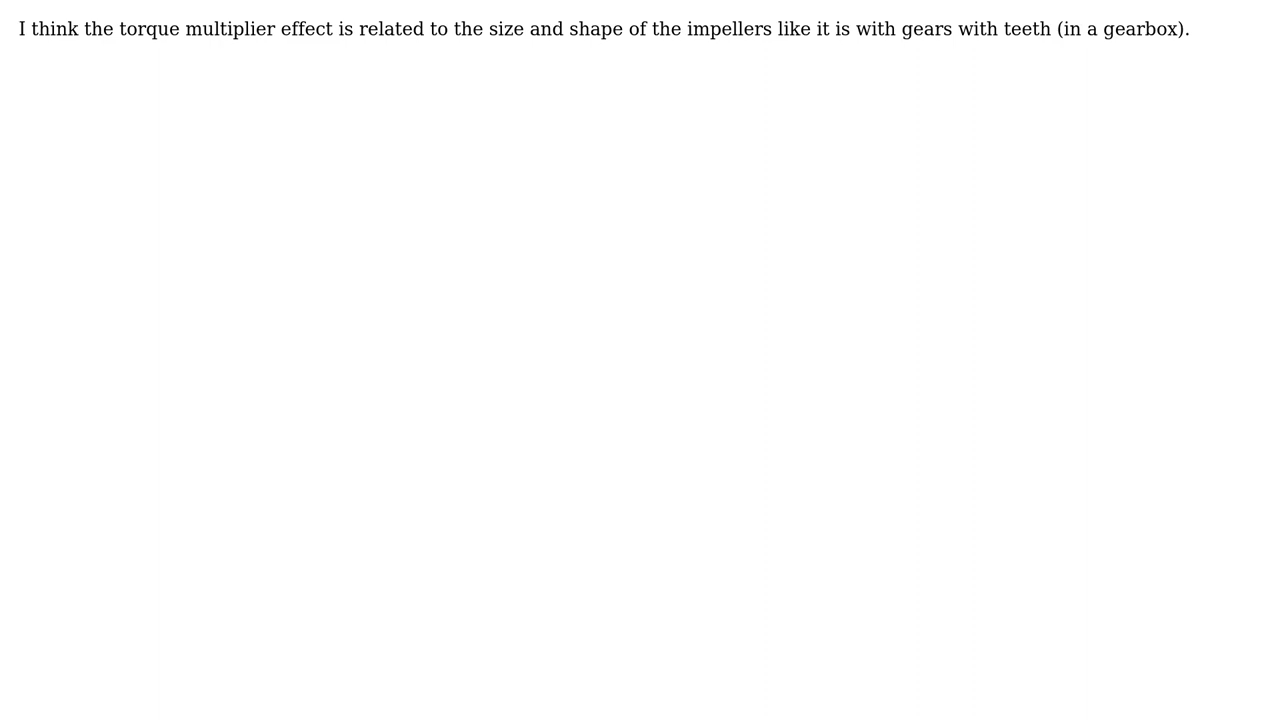 I think the torque multiplier effect is related to the size and shape of the impellers like it is with gears with teeth (in a gearbox).